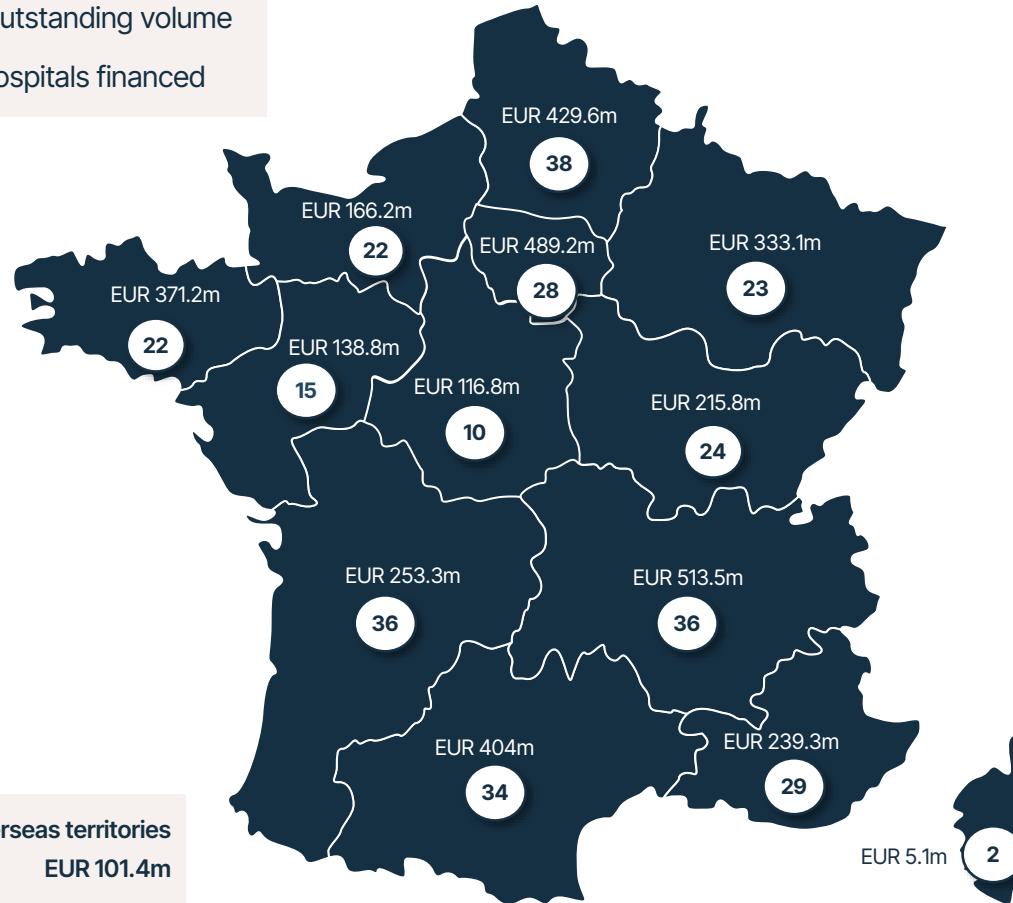 volume
financed
EUR 429.6m
38
EUR 166.2m
22
EUR 489.2m
28
EUR 333.1m
23
EUR 371.2m
22
EUR 138.8m
15
EUR 116.8m
10
EUR 215.8m
24
EUR 253.3m
36
EUR 513.5m
36
EUR 404m
34
EUR 239.3m
29
territories
EUR 101.4m
EUR 5.1m
2